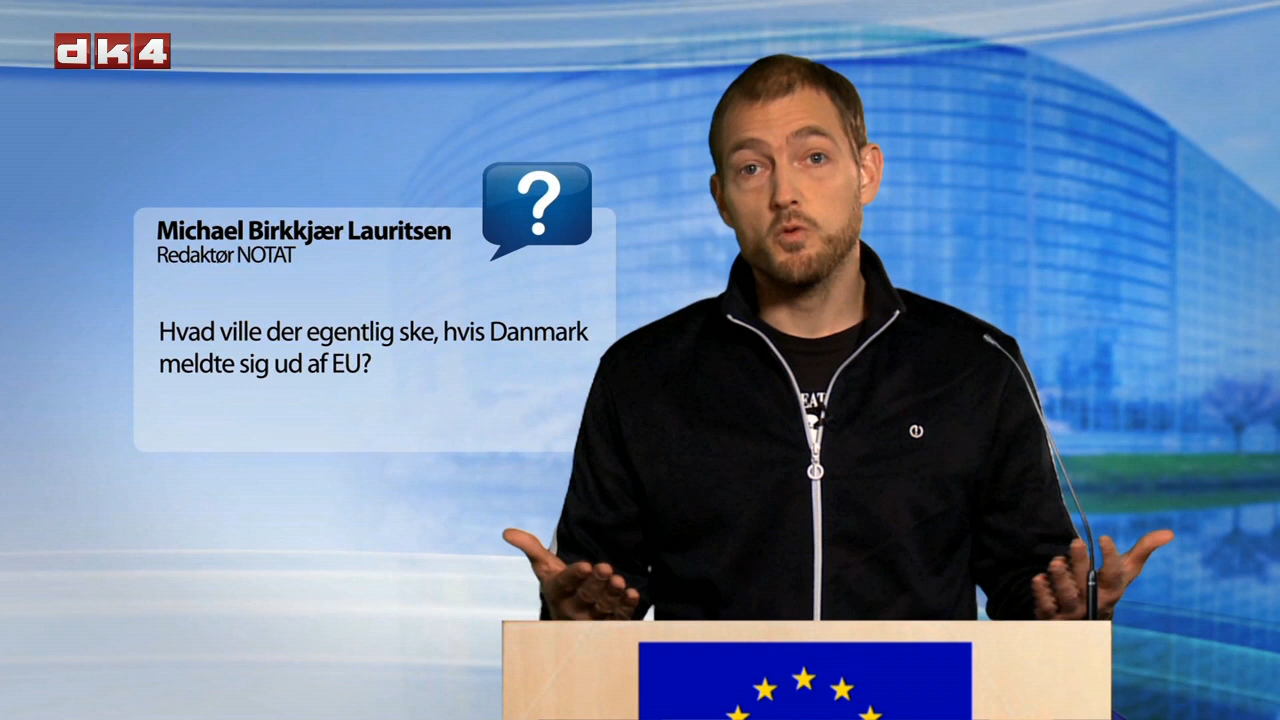 dk4
Michael Birkkjær Lauritsen
Redaktør NOTAT
Hvad ville der egentlig ske, hvis Danmark
meldte sig ud af EU?